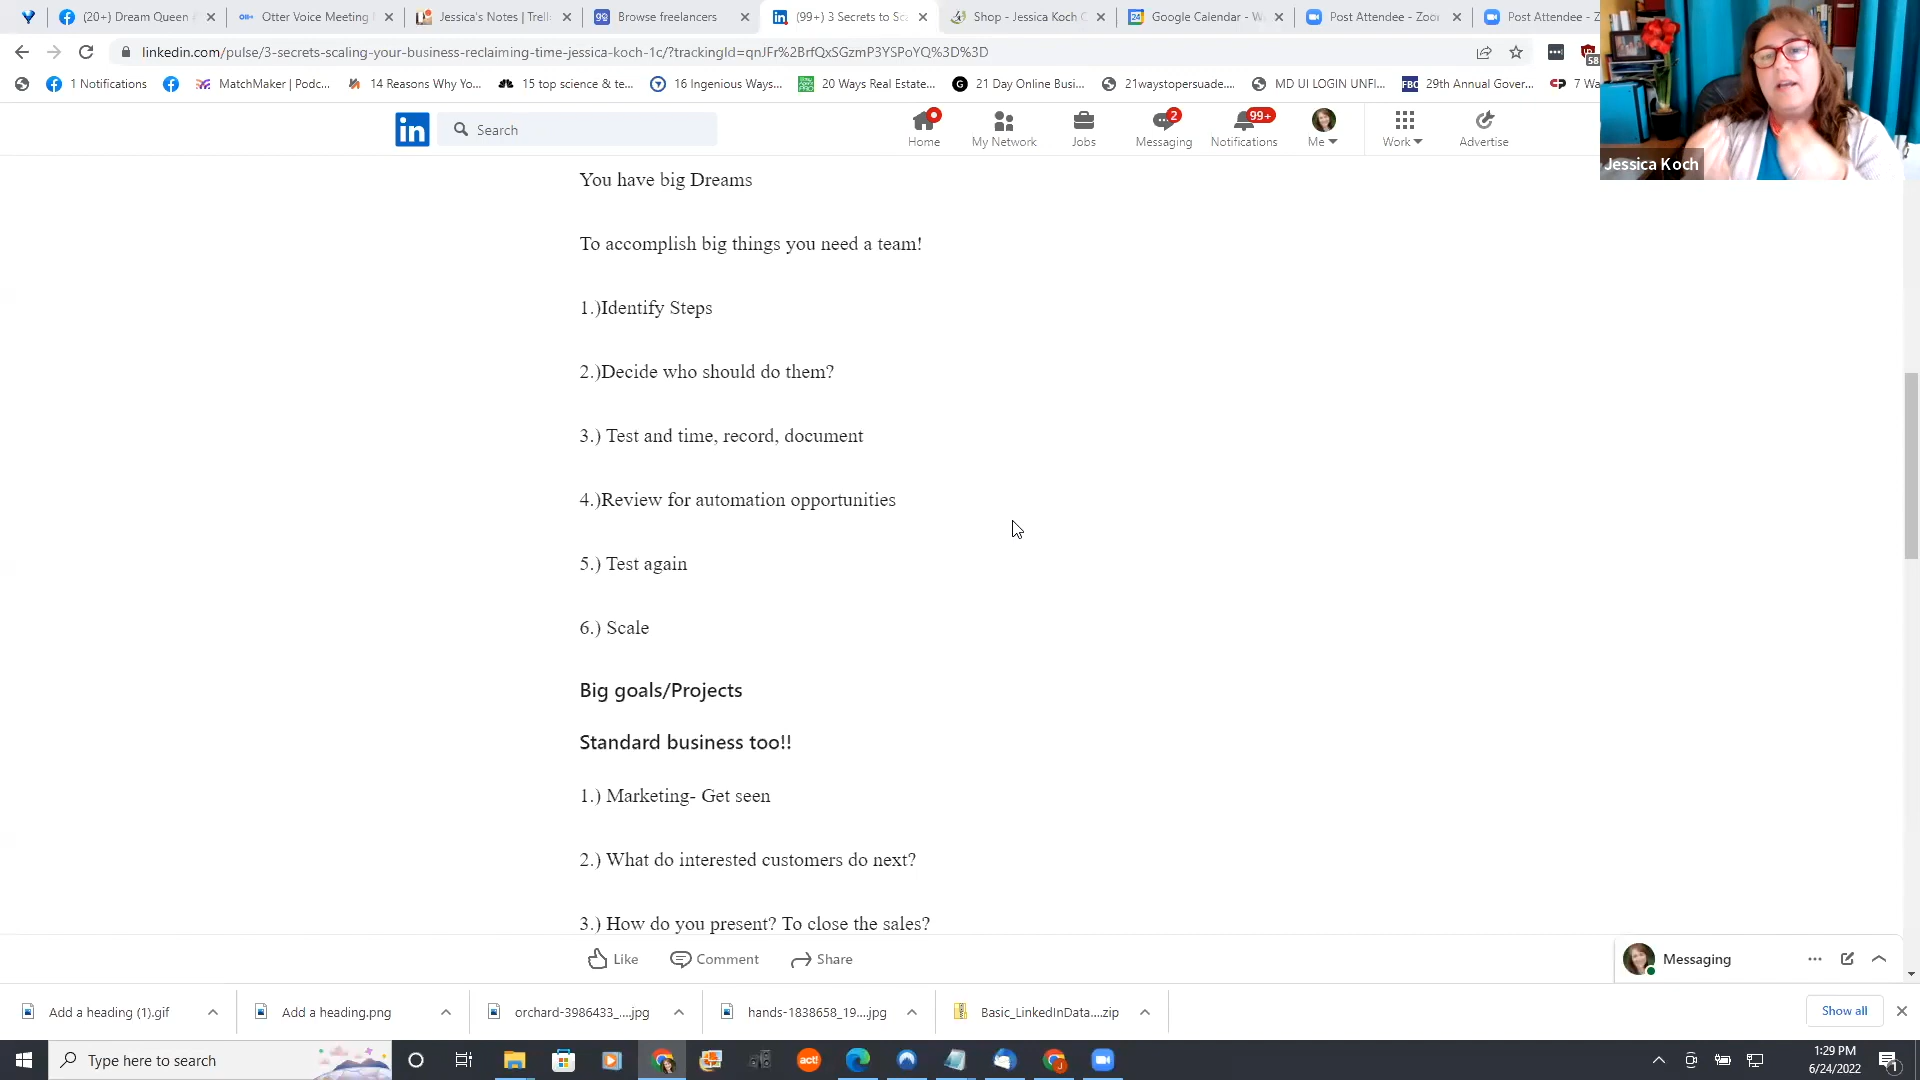 (20+) Dream Queen
Otter Voice Meeting
Jessica's Notes | Trell
Browse freelancers
(99+) 3 Secrets to Sca
Shop - Jessica Koch C
Google Calendar - W
Post Attendee - Zoo
Post Attendee - Z
linkedin.com/pulse/3-secrets-scaling-your-business-reclaiming-time-jessica-koch-1c/?trackingId=qnJFr%2BrfQxSGzmP3YSPoYQ%3D%3D
58
1 Notifications
MatchMaker | Podc...
14 Reasons Why Yo...
15 top science & te...
16 Ingenious Ways...
20 Ways Real Estate...
21 Day Online Busi...
21waystopersuade....
MD UI LOGIN UNFI...
FBC
29th Annual Gover...
7 Wa
in
Search
Home
My Network
Jobs
2
Messaging
99+
Notifications
Me
Work
Advertise
Jessica Koch
You have big Dreams
To accomplish big things you need a team!
1.)Identify Steps
2.)Decide who should do them?
3.) Test and time, record, document
4.)Review for automation opportunities
5.) Test again
6.) Scale
Big goals/Projects
Standard business too!!
1.) Marketing- Get seen
2.) What do interested customers do next?
3.) How do you present? To close the sales?
Like
Comment
Share
Messaging
Add a heading (1).gif
Add a heading.png
orchard-3986433_....jpg
hands-1838658_19....jpg
Basic_LinkedInData....zip
Show all
Type here to search
act!
1:29 PM
6/24/2022
1